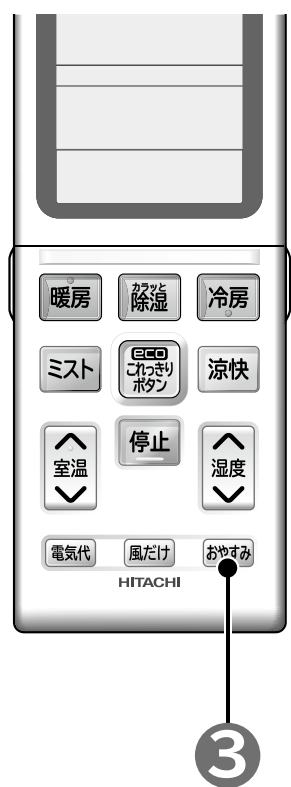 暖房 カラッと除湿 冷房
ミスト eco これっきりボタン 涼快
室温 停止 湿度
電気代 風だけ おやすみ
HITACHI
3